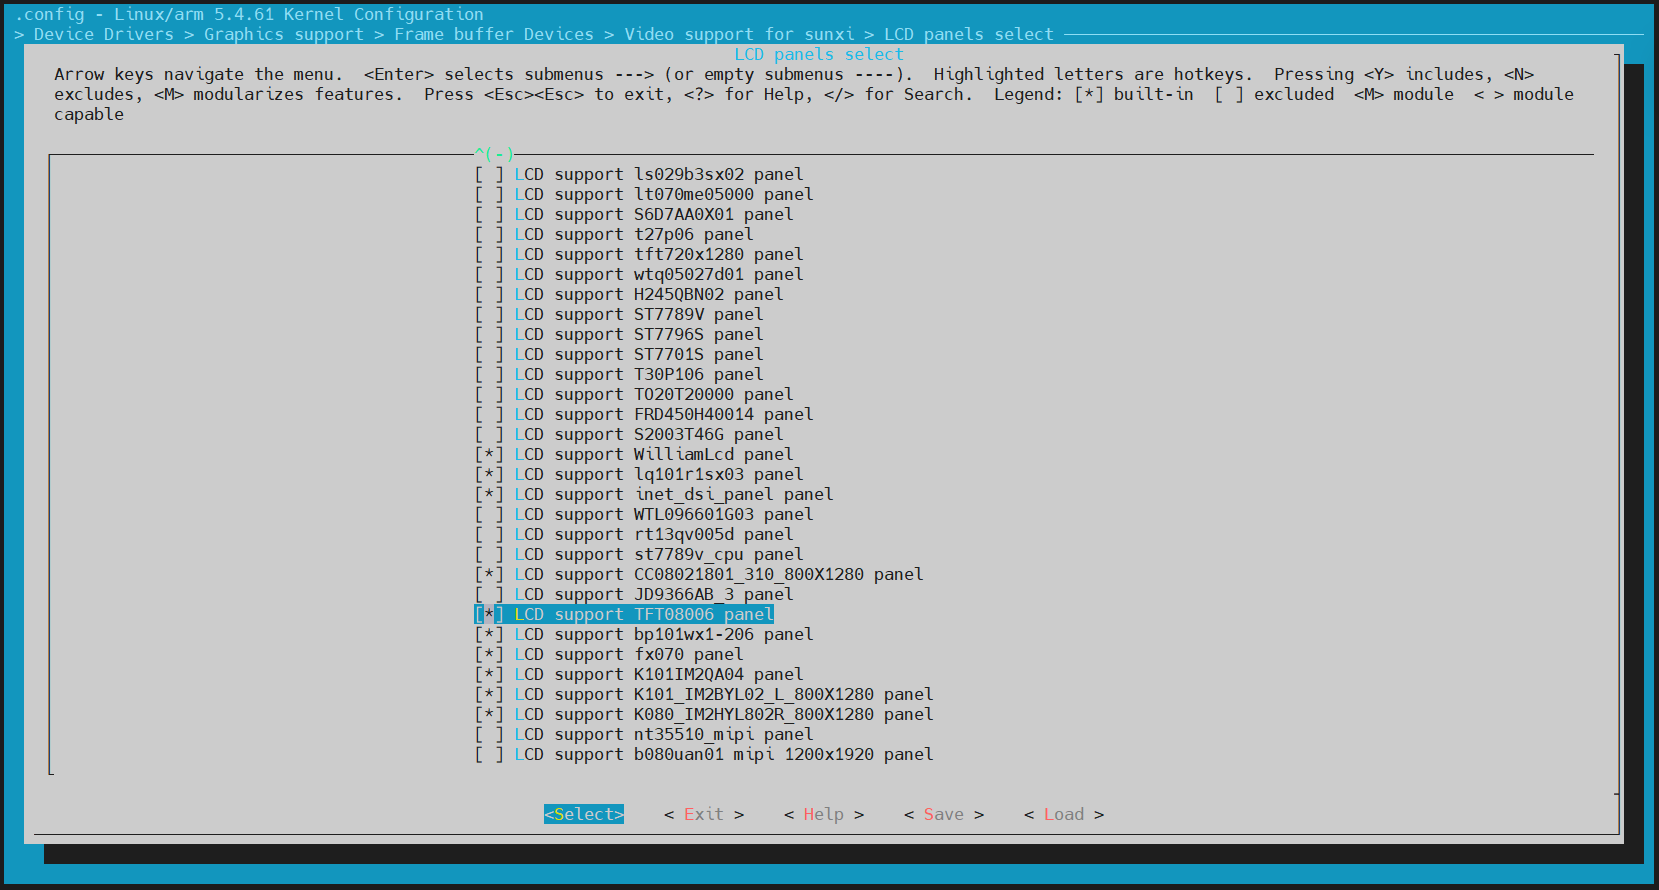 .config - Linux/arm 5.4.61 Kernel Configuration
> Device Drivers > Graphics support > Frame buffer Devices > Video support for sunxi > LCD panels select
LCD panels select
Arrow keys navigate the menu.  <Enter> selects submenus ---> (or empty submenus ----).  Highlighted letters are hotkeys.  Pressing <Y> includes, <N>
excludes, <M> modularizes features.  Press <Esc><Esc> to exit, <?> for Help, </> for Search.  Legend: [*] built-in  [ ] excluded  <M> module  < > module
capable
^(-)
[ ] LCD support ls029b3sx02 panel
[ ] LCD support lt070me05000 panel
[ ] LCD support S6D7AA0X01 panel
[ ] LCD support t27p06 panel
[ ] LCD support tft720x1280 panel
[ ] LCD support wtq05027d01 panel
[ ] LCD support H245QBN02 panel
[ ] LCD support ST7789V panel
[ ] LCD support ST7796S panel
[ ] LCD support ST7701S panel
[ ] LCD support T30P106 panel
[ ] LCD support TO20T20000 panel
[ ] LCD support FRD450H40014 panel
[ ] LCD support S2003T46G panel
[*] LCD support WilliamLcd panel
[*] LCD support lq101r1sx03 panel
[*] LCD support inet_dsi_panel panel
[ ] LCD support WTL096601G03 panel
[ ] LCD support rt13qv005d panel
[ ] LCD support st7789v_cpu panel
[*] LCD support CC08021801_310_800X1280 panel
[ ] LCD support JD9366AB_3 panel
[*] LCD support TFT08006 panel
[*] LCD support bp101wx1-206 panel
[*] LCD support fx070 panel
[*] LCD support K101IM2QA04 panel
[*] LCD support K101_IM2BYL02_L_800X1280 panel
[*] LCD support K080_IM2HYL802R_800X1280 panel
[ ] LCD support nt35510_mipi panel
[ ] LCD support b080uan01 mipi 1200x1920 panel
<Select>    < Exit >    < Help >    < Save >    < Load >